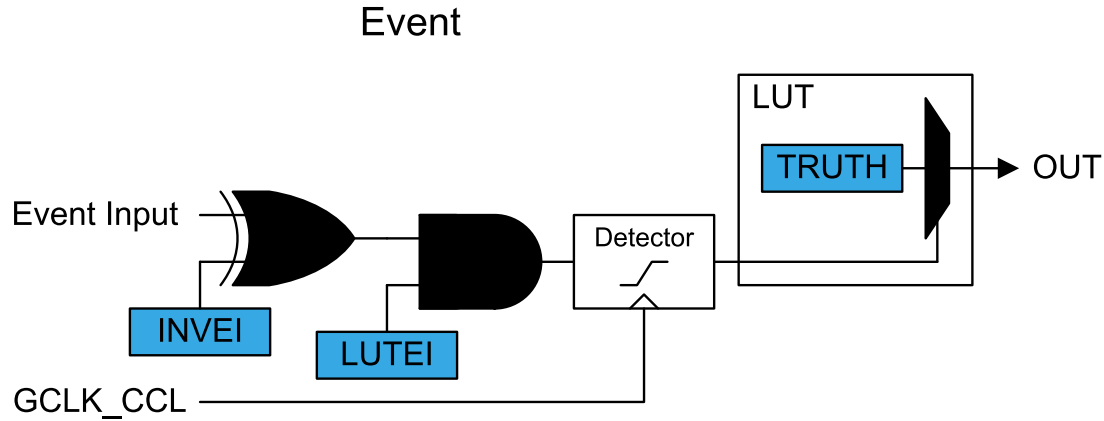 Event
LUT
TRUTH
OUT
Event Input
Detector
INVEI
LUTEI
GCLK_CCL